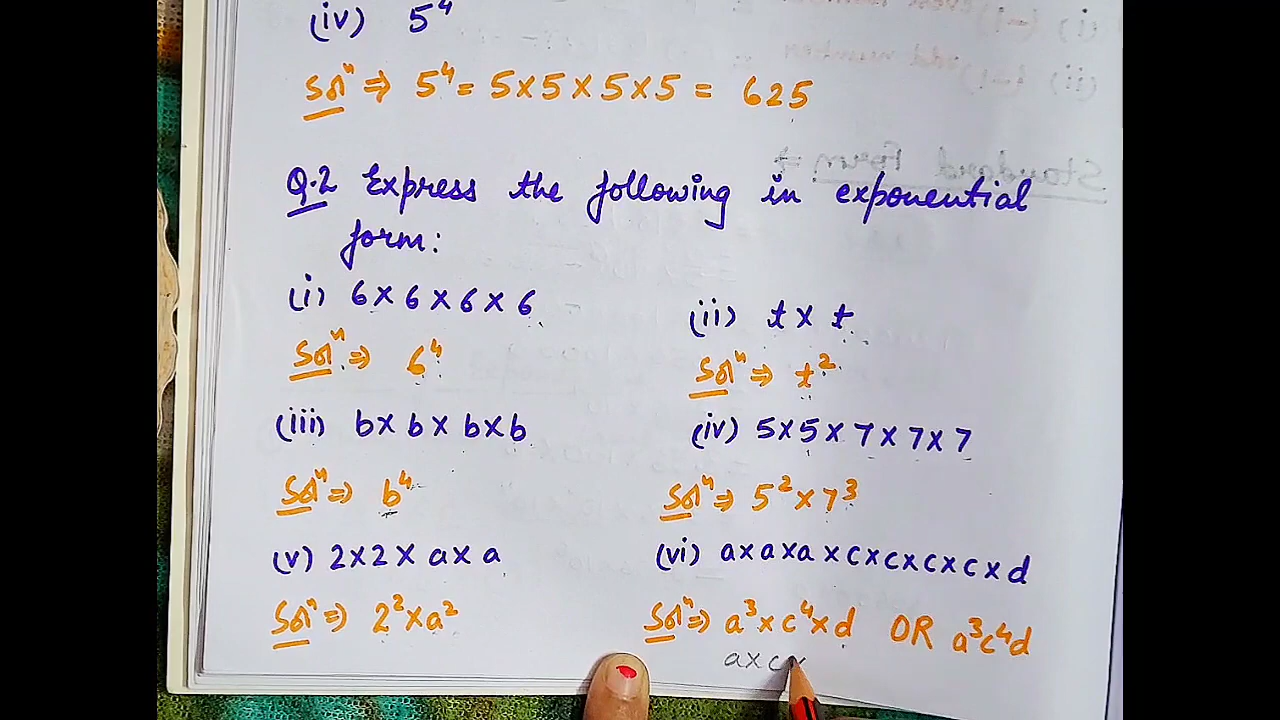 (iv) 5⁴
Solⁿ ⇒ 5⁴ = 5×5×5×5 = 625
Q.2 Express the following in exponential
form:
(i) 6×6×6×6
(ii) t×t
Solⁿ ⇒ 6⁴
Solⁿ ⇒ t²
(iii) b×b×b×b
(iv) 5×5×7×7×7
Solⁿ ⇒ b⁴
Solⁿ ⇒ 5²×7³
(v) 2×2×a×a
(vi) a×a×a×c×c×c×c×d
Solⁿ ⇒ 2²×a²
Solⁿ ⇒ a³×c⁴×d OR a³c⁴d
a×c×